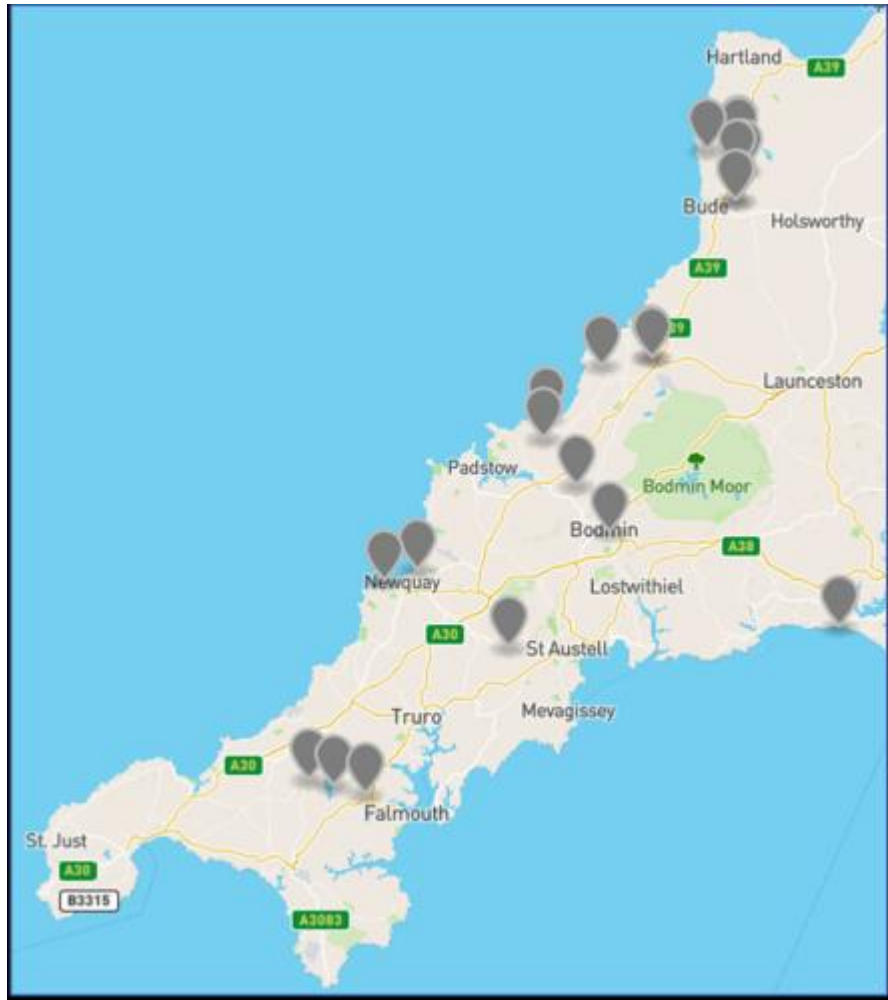 Hartland
A39
Bude
Holsworthy
A39
39
Launceston
Padstow
Bodmin Moor
Bodmin
A38
Newquay
Lostwithiel
A30
St Austell
Truro
Mevagissey
A30
Falmouth
St. Just
A30
B3315
A3083